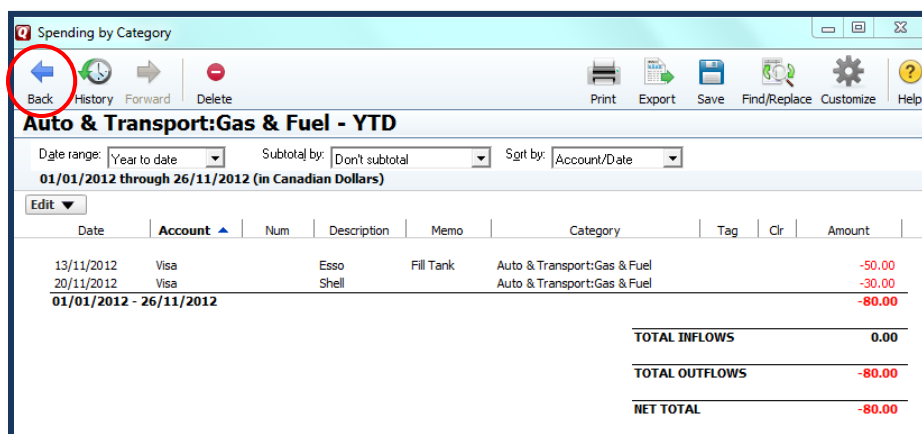 Spending by Category
Back History Forward Delete Print Export Save Find/Replace Customize Help
Auto & Transport:Gas & Fuel - YTD
Date range: Year to date Subtotal by: Don't subtotal Sort by: Account/Date
01/01/2012 through 26/11/2012 (in Canadian Dollars)
Edit
Date Account Num Description Memo Category Tag Clr Amount
13/11/2012 Visa Esso Fill Tank Auto & Transport:Gas & Fuel -50.00
20/11/2012 Visa Shell Auto & Transport:Gas & Fuel -30.00
01/01/2012 - 26/11/2012 -80.00
TOTAL INFLOWS 0.00
TOTAL OUTFLOWS -80.00
NET TOTAL -80.00